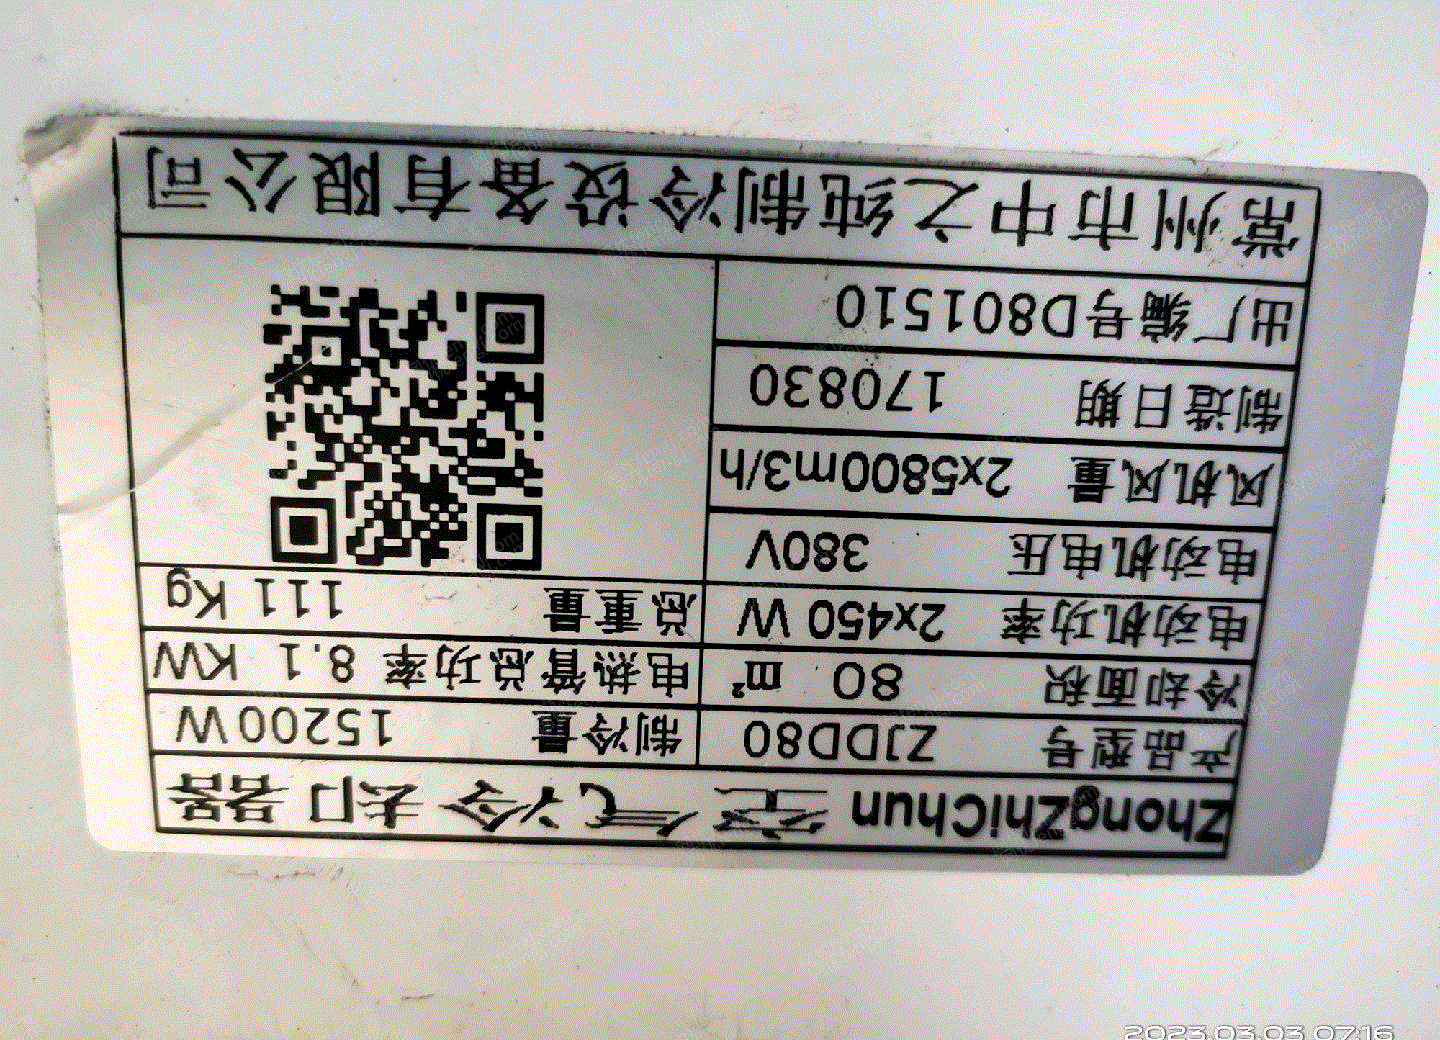 ZhongZhiChun 空气冷却器
产品型号 ZJDD80 制冷量 15200W
冷却面积 80 m² 电热管总功率 8.1 KW
电动机功率 2x450 W 总重量 111 Kg
电动机电压 380V
风机风量 2x5800m3/h
制造日期 170830
出厂编号D801510
常州市中之纯制冷设备有限公司
2023.03.03 07:16